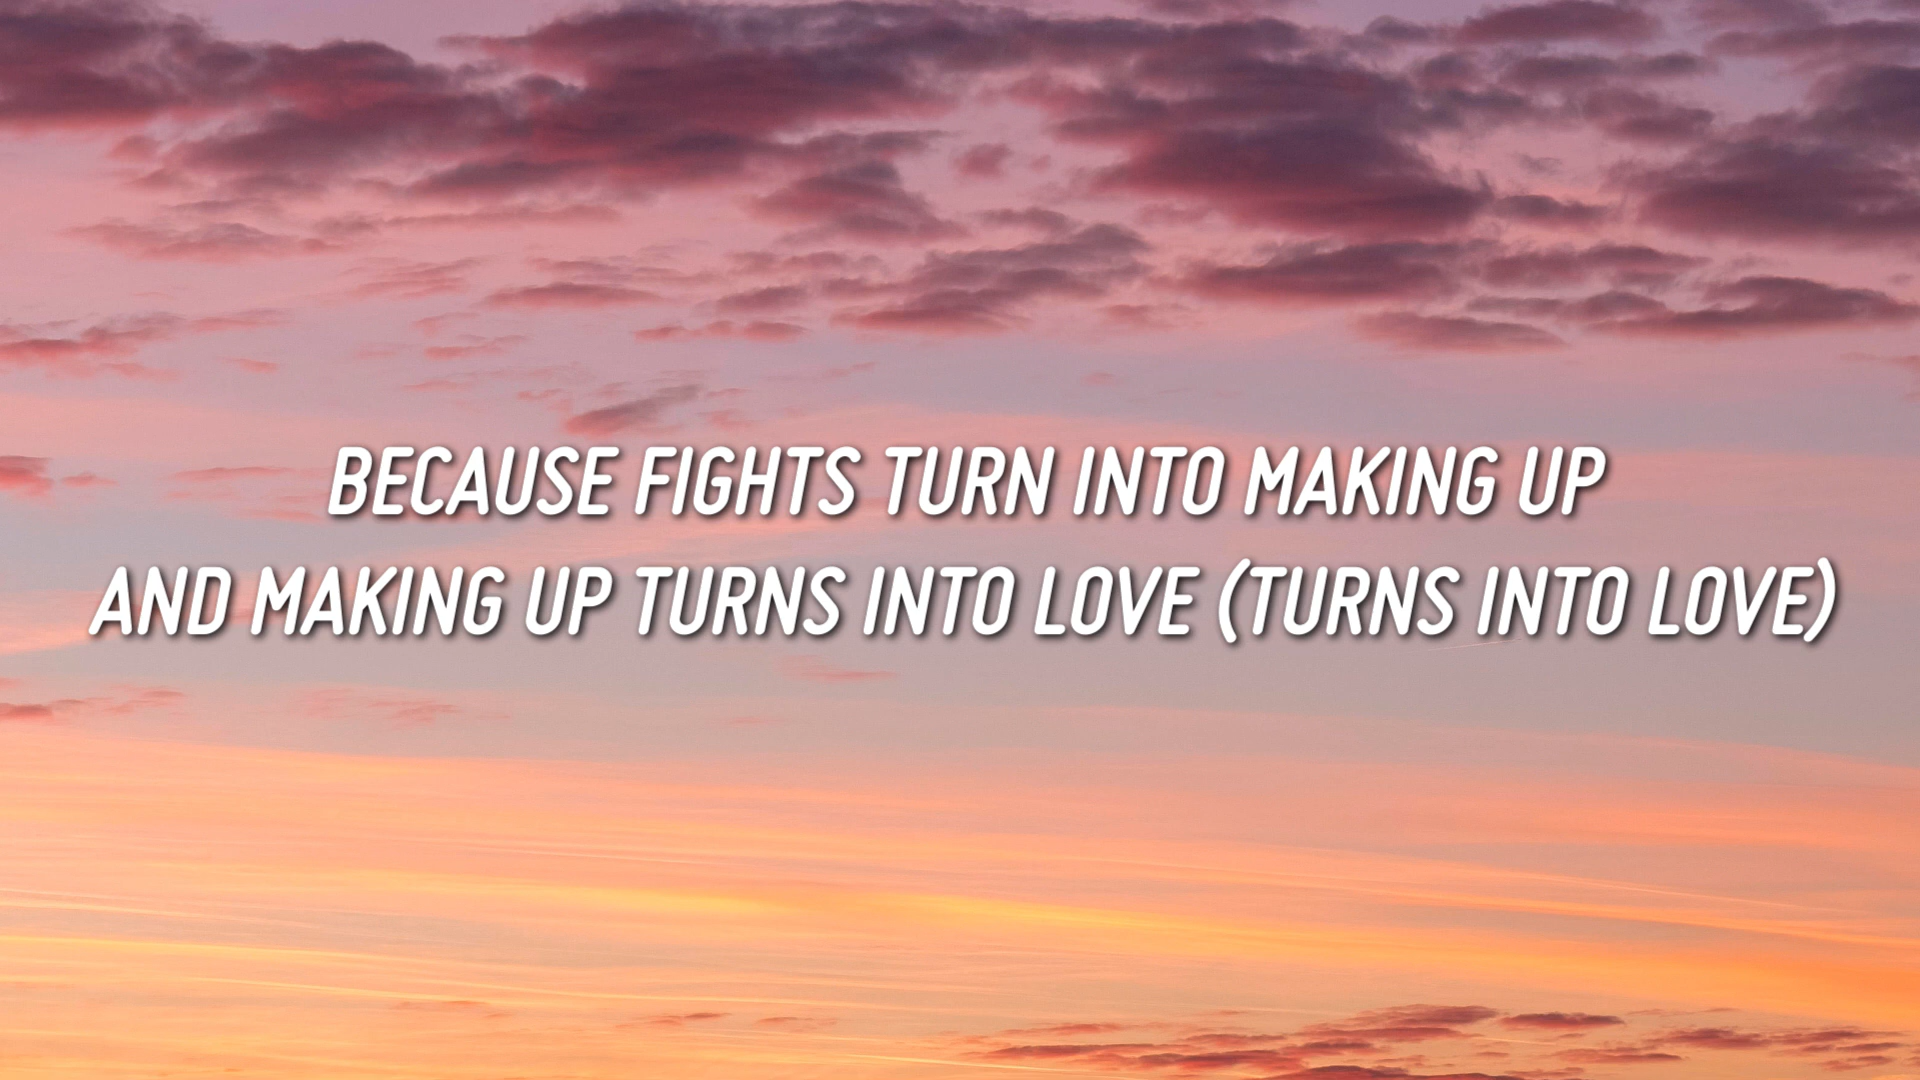 BECAUSE FIGHTS TURN INTO MAKING UP
AND MAKING UP TURNS INTO LOVE (TURNS INTO LOVE)